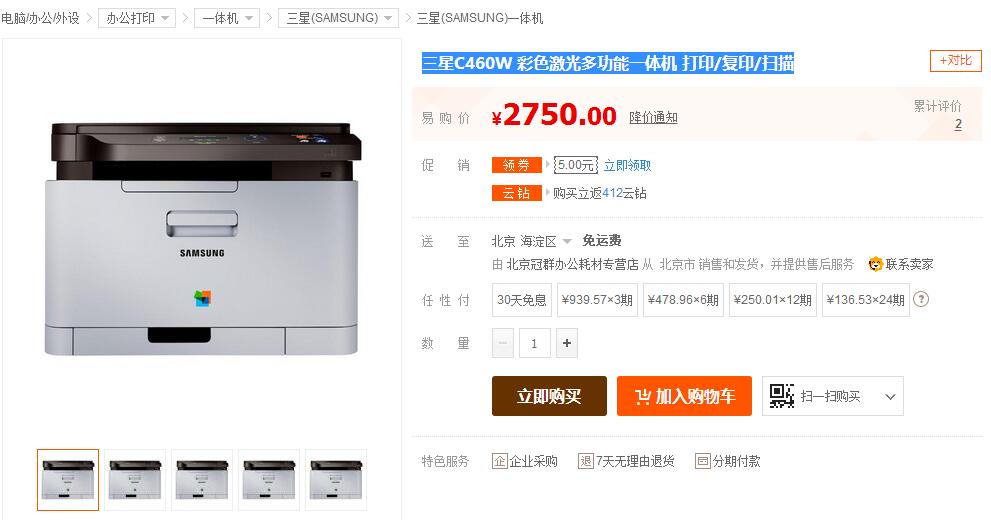 电脑/办公/外设 > 办公打印 > 一体机 > 三星(SAMSUNG) > 三星(SAMSUNG)一体机
三星C460W 彩色激光多功能一体机 打印/复印/扫描
+对比
易购价 ¥2750.00 降价通知
累计评价
2
促销 领券 5.00元 立即领取
云钻 购买立返412云钻
送至 北京 海淀区 免运费
由 北京冠群办公耗材专营店 从 北京市 销售和发货，并提供售后服务 联系卖家
任性付 30天免息 ¥939.57×3期 ¥478.96×6期 ¥250.01×12期 ¥136.53×24期 ?
数量 − 1 +
立即购买 加入购物车 扫一扫购买
特色服务 企 企业采购 退 7天无理由退货 分期付款
SAMSUNG